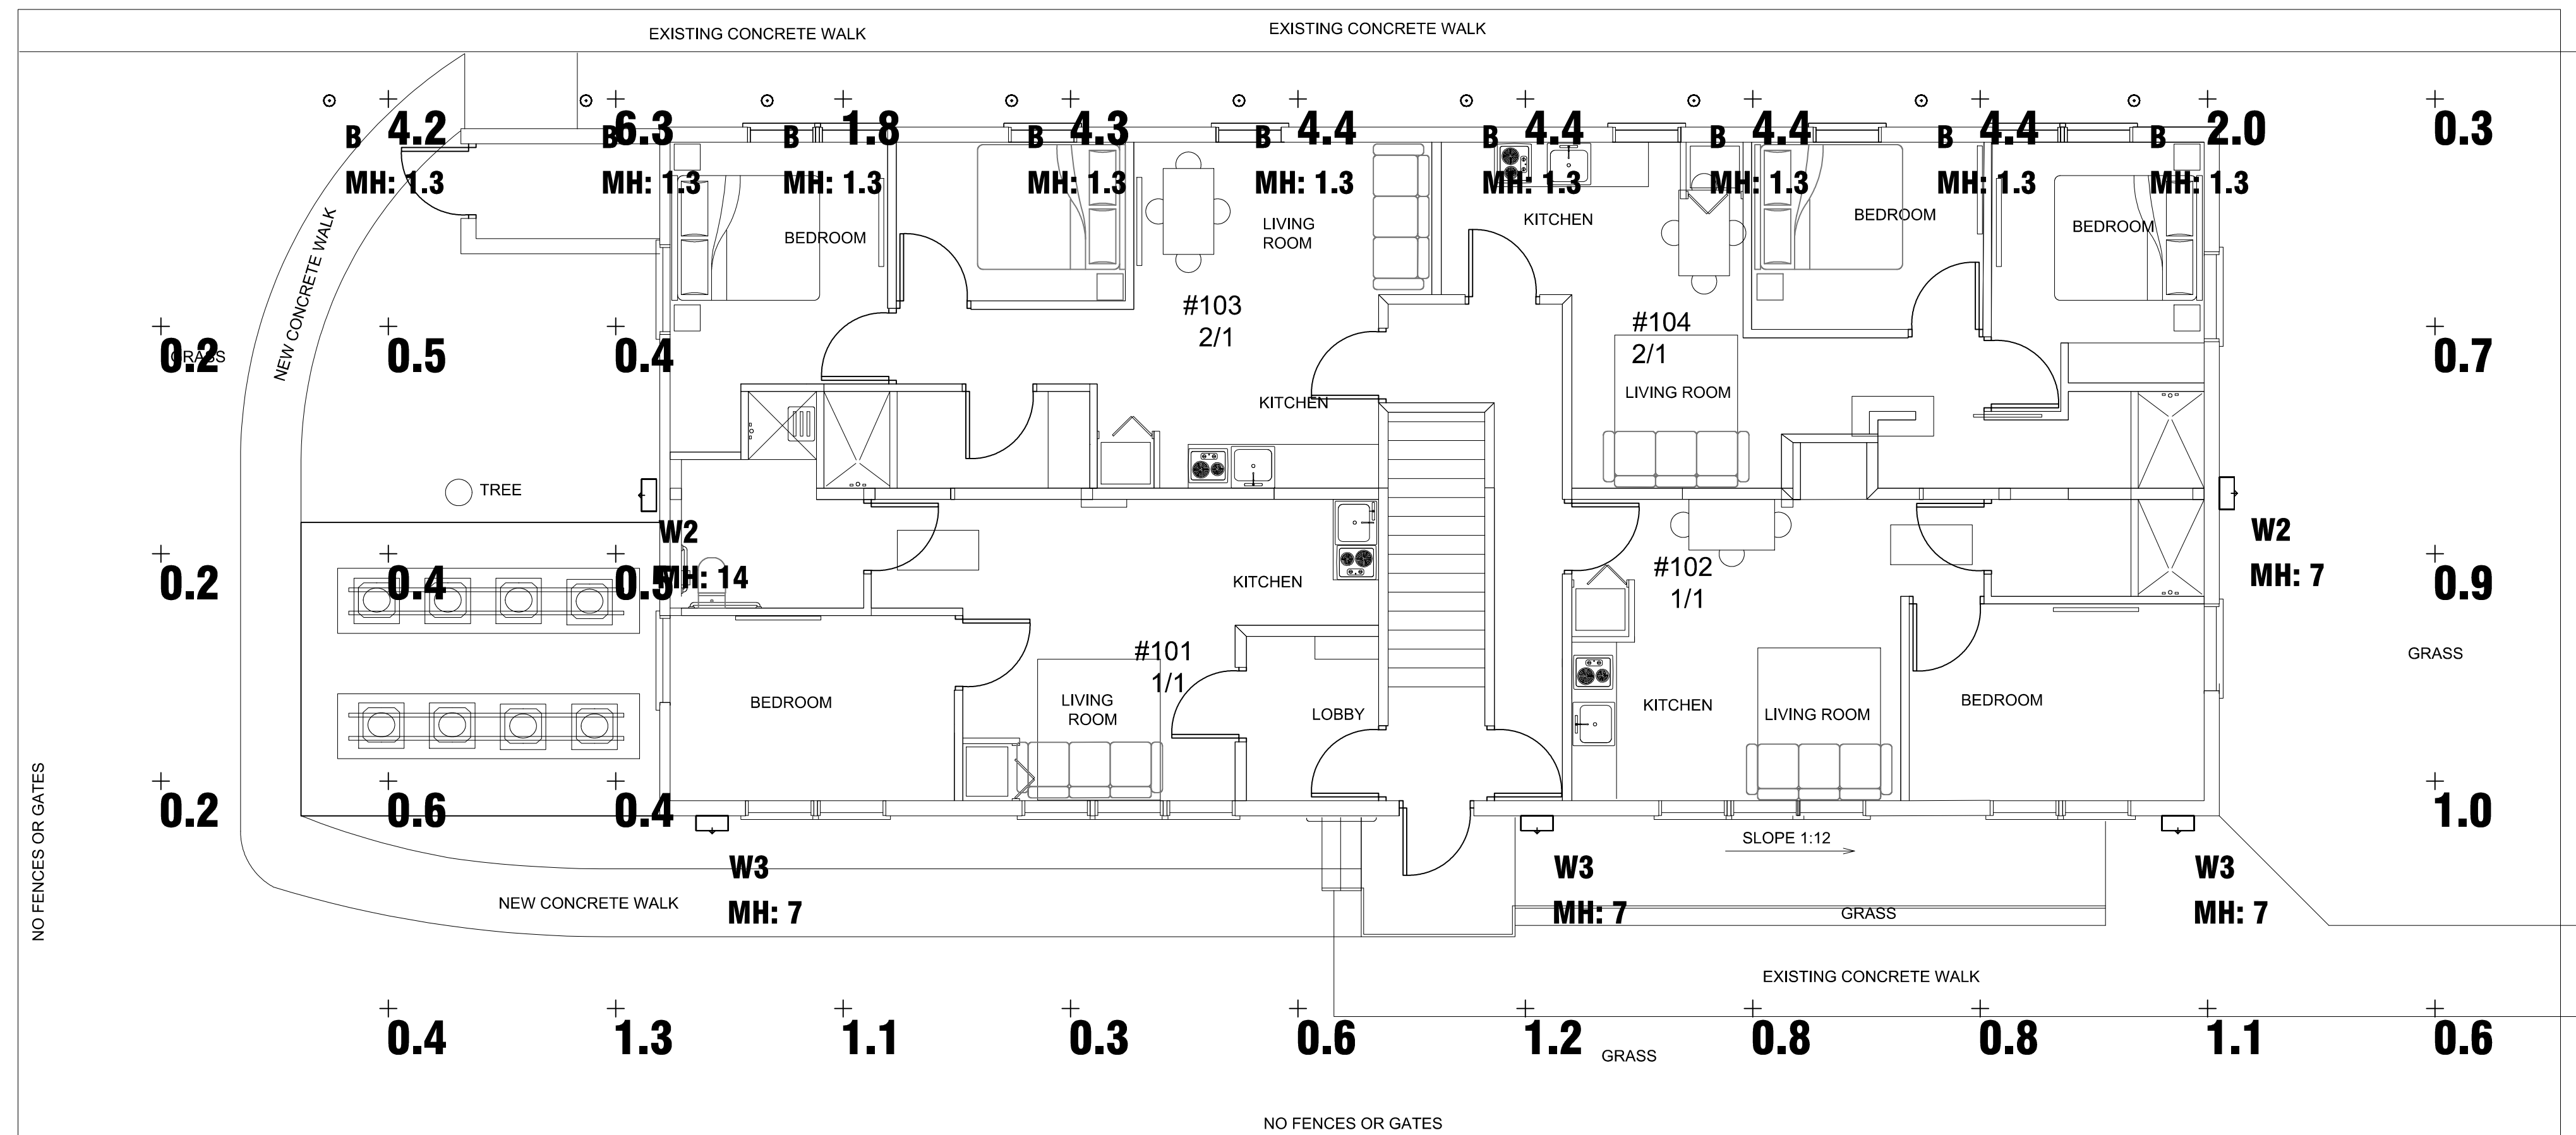 EXISTING CONCRETE WALK
EXISTING CONCRETE WALK
B 4.2
B 6.3
B 1.8
B 4.3
B 4.4
B 4.4
B 4.4
B 4.4
B 2.0
0.3
MH: 1.3
MH: 1.3
MH: 1.3
MH: 1.3
MH: 1.3
MH: 1.3
MH: 1.3
MH: 1.3
MH: 1.3
NEW CONCRETE WALK
BEDROOM
LIVING
ROOM
KITCHEN
BEDROOM
BEDROOM
#103
2/1
#104
2/1
0.2
GRASS
0.5
0.4
0.7
KITCHEN
LIVING ROOM
TREE
W2
MH: 14
W2
MH: 7
0.2
0.4
0.5
KITCHEN
#102
1/1
0.9
#101
1/1
GRASS
BEDROOM
LIVING
ROOM
LOBBY
KITCHEN
LIVING ROOM
BEDROOM
0.2
0.6
0.4
1.0
NO FENCES OR GATES
SLOPE 1:12
W3
MH: 7
W3
MH: 7
W3
MH: 7
NEW CONCRETE WALK
GRASS
EXISTING CONCRETE WALK
0.4
1.3
1.1
0.3
0.6
1.2
0.8
0.8
1.1
0.6
GRASS
NO FENCES OR GATES